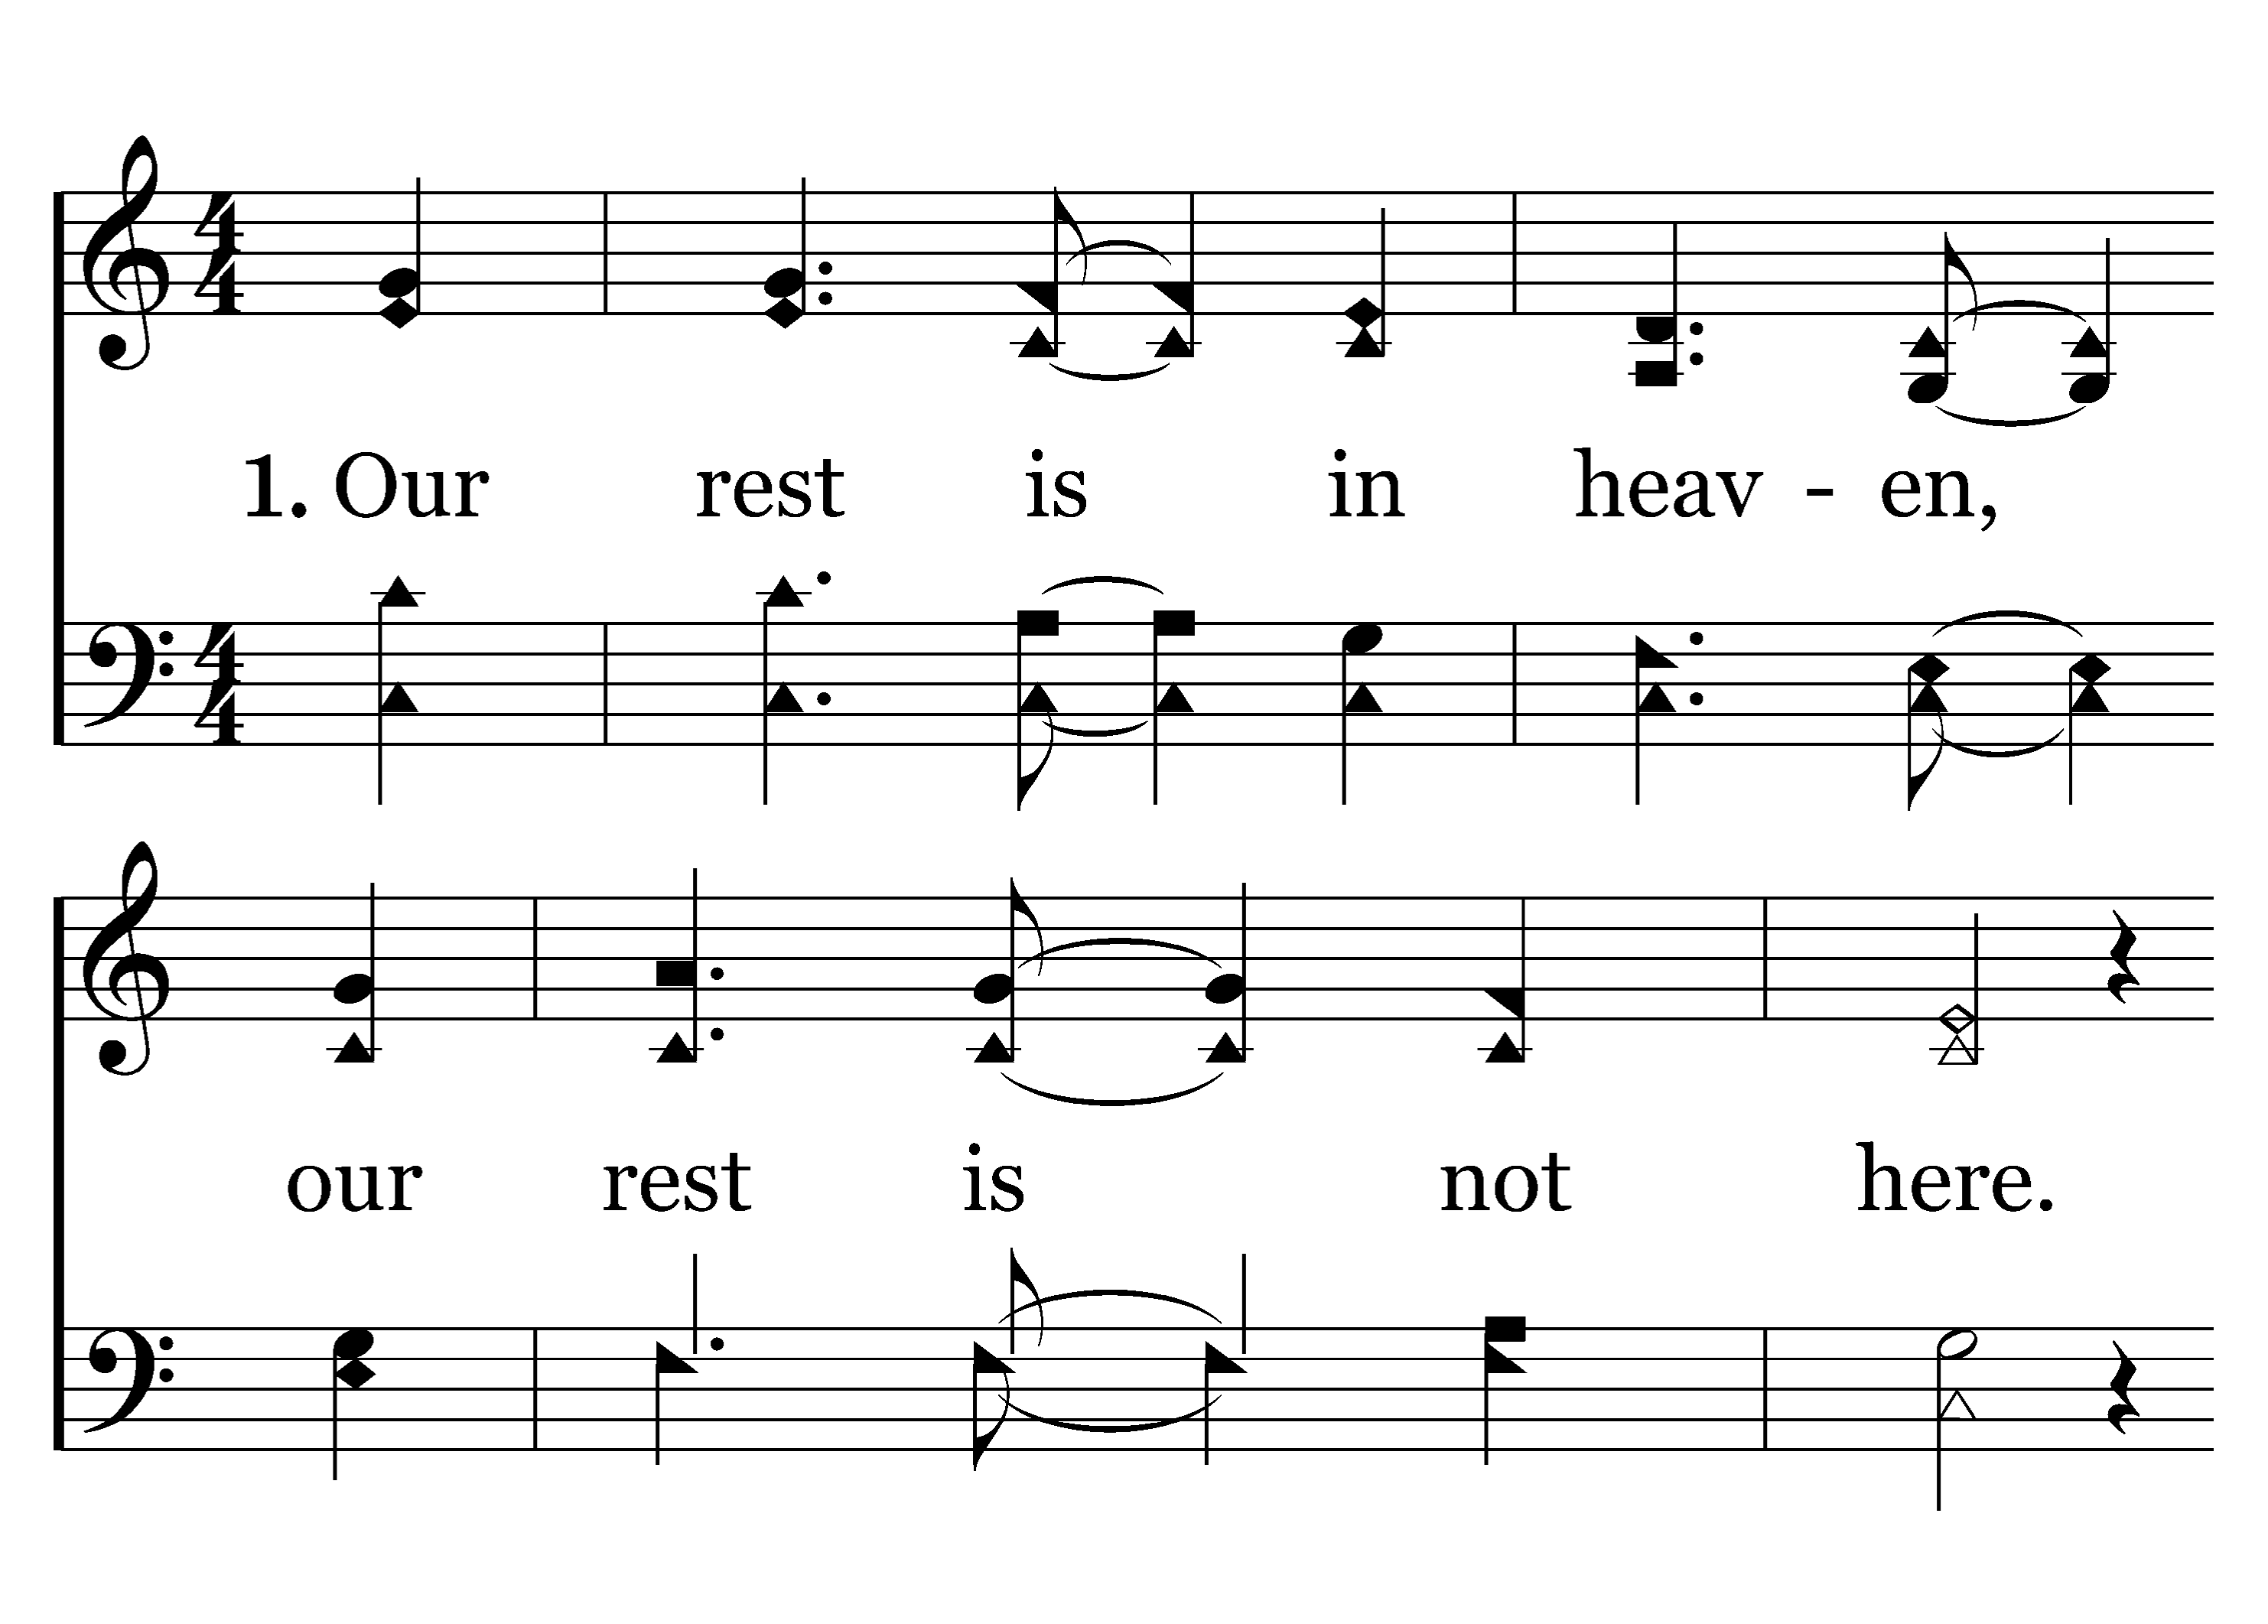 1. Our rest is in heav - en,
our rest is not here.